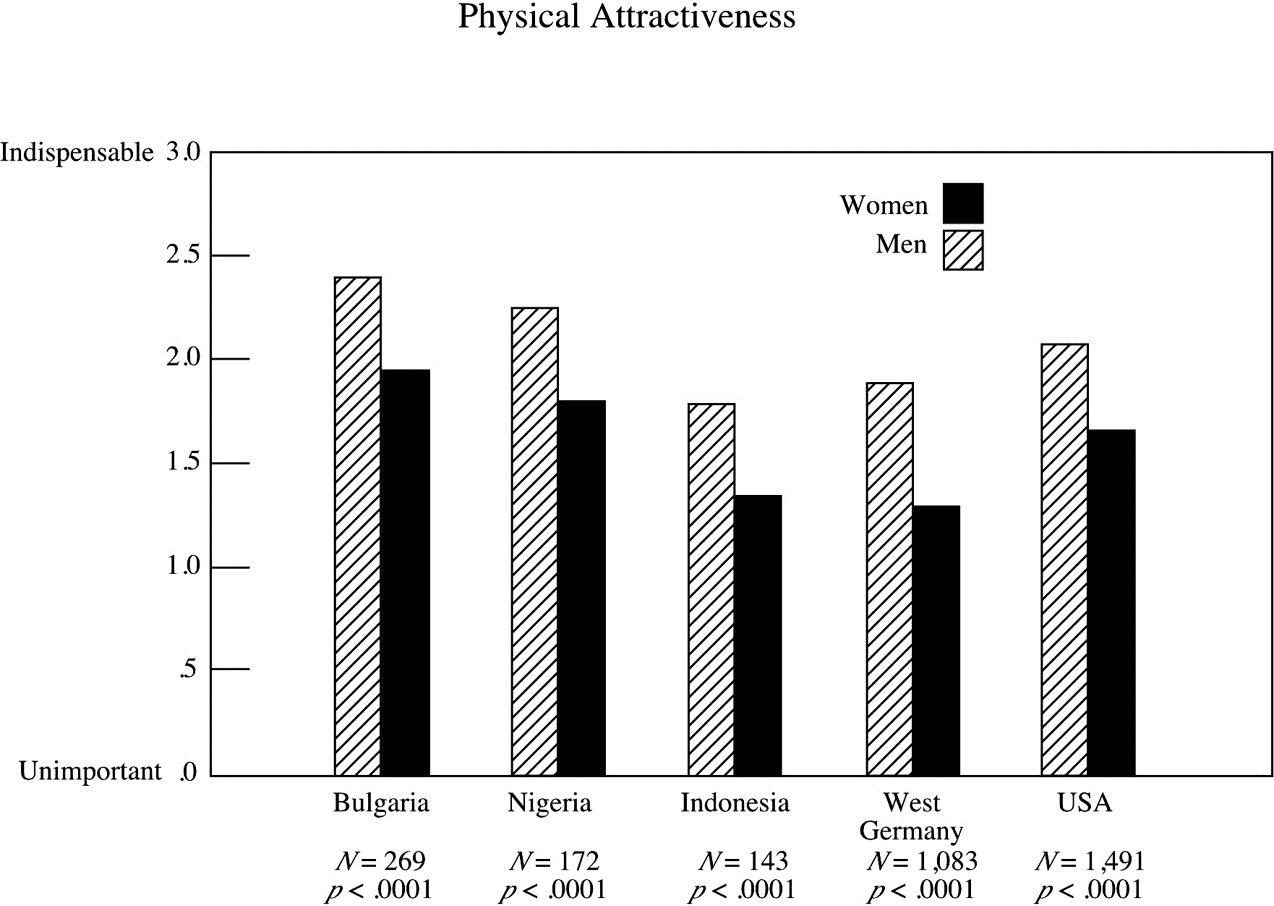 Physical Attractiveness
Indispensable 3.0
Women
Men
2.5
2.0
1.5
1.0
.5
Unimportant .0
Bulgaria Nigeria Indonesia West USA
Germany
N = 269 N = 172 N = 143 N = 1,083 N = 1,491
p < .0001 p < .0001 p < .0001 p < .0001 p < .0001